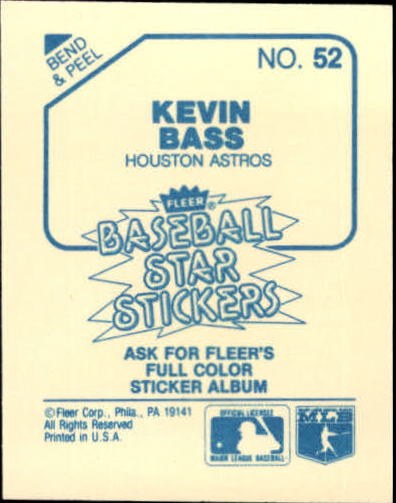 BEND
& PEEL
NO. 52
KEVIN
BASS
HOUSTON ASTROS
FLEER®
BASEBALL
STAR
STICKERS
ASK FOR FLEER'S
FULL COLOR
STICKER ALBUM
© Fleer Corp., Phila., PA 19141
All Rights Reserved
Printed in U.S.A.
OFFICIAL LICENSEE
MAJOR LEAGUE BASEBALL
MLB